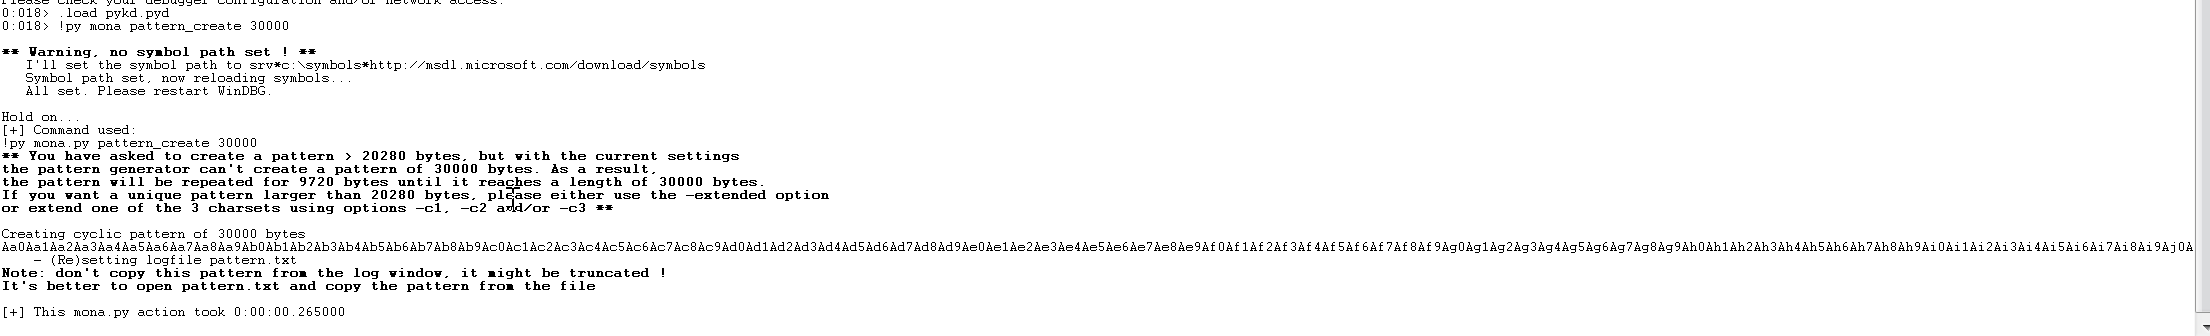 Please check your debugger configuration and/or network access.
0:018> .load pykd.pyd
0:018> !py mona pattern_create 30000
** Warning, no symbol path set ! **
I'll set the symbol path to srv*c:\symbols*http://msdl.microsoft.com/download/symbols
Symbol path set, now reloading symbols...
All set. Please restart WinDBG.
Hold on...
[+] Command used:
!py mona.py pattern_create 30000
** You have asked to create a pattern > 20280 bytes, but with the current settings
the pattern generator can't create a pattern of 30000 bytes. As a result,
the pattern will be repeated for 9720 bytes until it reaches a length of 30000 bytes.
If you want a unique pattern larger than 20280 bytes, please either use the -extended option
or extend one of the 3 charsets using options -c1, -c2 and/or -c3 **
Creating cyclic pattern of 30000 bytes
Aa0Aa1Aa2Aa3Aa4Aa5Aa6Aa7Aa8Aa9Ab0Ab1Ab2Ab3Ab4Ab5Ab6Ab7Ab8Ab9Ac0Ac1Ac2Ac3Ac4Ac5Ac6Ac7Ac8Ac9Ad0Ad1Ad2Ad3Ad4Ad5Ad6Ad7Ad8Ad9Ae0Ae1Ae2Ae3Ae4Ae5Ae6Ae7Ae8Ae9Af0Af1Af2Af3Af4Af5Af6Af7Af8Af9Ag0Ag1Ag2Ag3Ag4Ag5Ag6Ag7Ag8Ag9Ah0Ah1Ah2Ah3Ah4Ah5Ah6Ah7Ah8Ah9Ai0Ai1Ai2Ai3Ai4Ai5Ai6Ai7Ai8Ai9Aj0A
- (Re)setting logfile pattern.txt
Note: don't copy this pattern from the log window, it might be truncated !
It's better to open pattern.txt and copy the pattern from the file
[+] This mona.py action took 0:00:00.265000